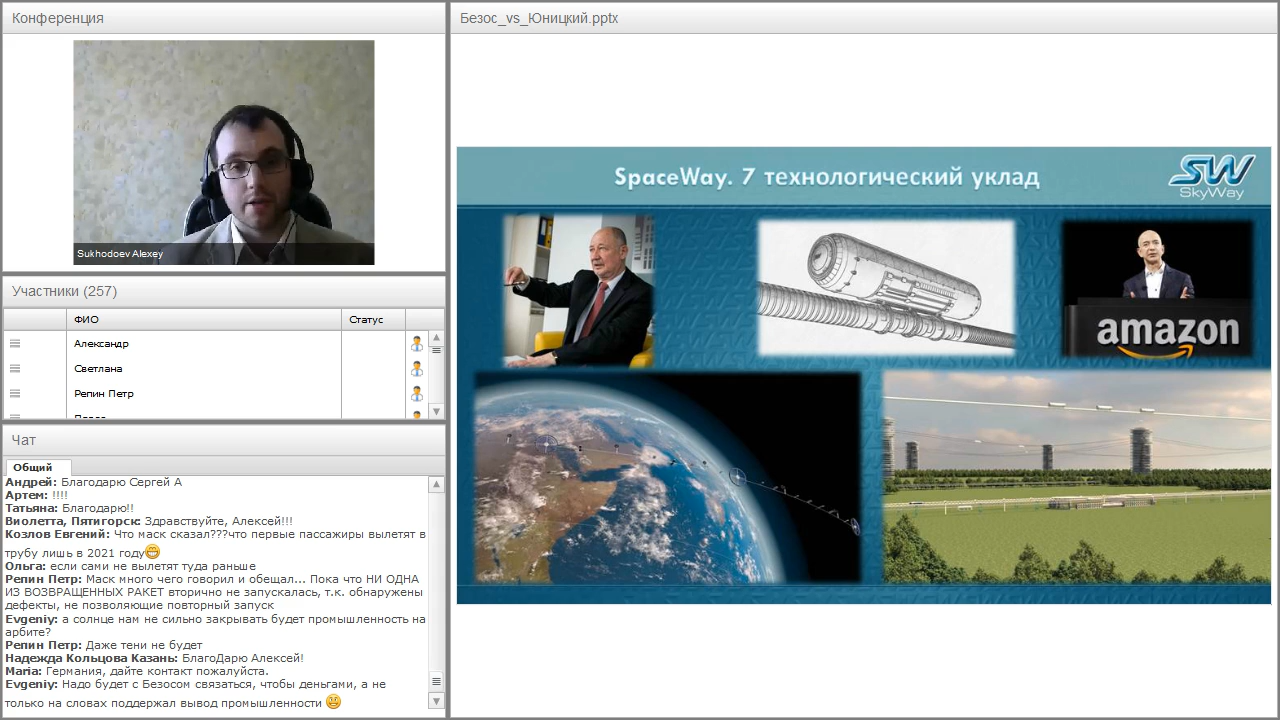 Конференция
Sukhodoev Alexey
Участники (257)
ФИО
Статус
Александр
Светлана
Репин Петр
Чат
Общий
Андрей: Благодарю Сергей А
Артем: !!!!
Татьяна: Благодарю!!
Виолетта, Пятигорск: Здравствуйте, Алексей!!!
Козлов Евгений: Что маск сказал???что первые пассажиры вылетят в
трубу лишь в 2021 году
Ольга: если сами не вылетят туда раньше
Репин Петр: Маск много чего говорил и обещал... Пока что НИ ОДНА
ИЗ ВОЗВРАЩЕННЫХ РАКЕТ вторично не запускалась, т.к. обнаружены
дефекты, не позволяющие повторный запуск
Evgeniy: а солнце нам не сильно закрывать будет промышленность на
арбите?
Репин Петр: Даже тени не будет
Надежда Кольцова Казань: БлагоДарю Алексей!
Maria: Германия, дайте контакт пожалуйста.
Evgeniy: Надо будет с Безосом связаться, чтобы деньгами, а не
только на словах поддержал вывод промышленности
Безос_vs_Юницкий.pptx
SpaceWay. 7 технологический уклад
SW
SkyWay
amazon